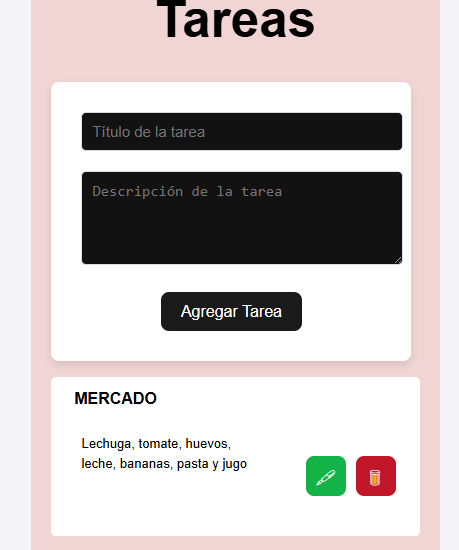 Tareas
Título de la tarea
Descripción de la tarea
Agregar Tarea
MERCADO
Lechuga, tomate, huevos,
leche, bananas, pasta y jugo